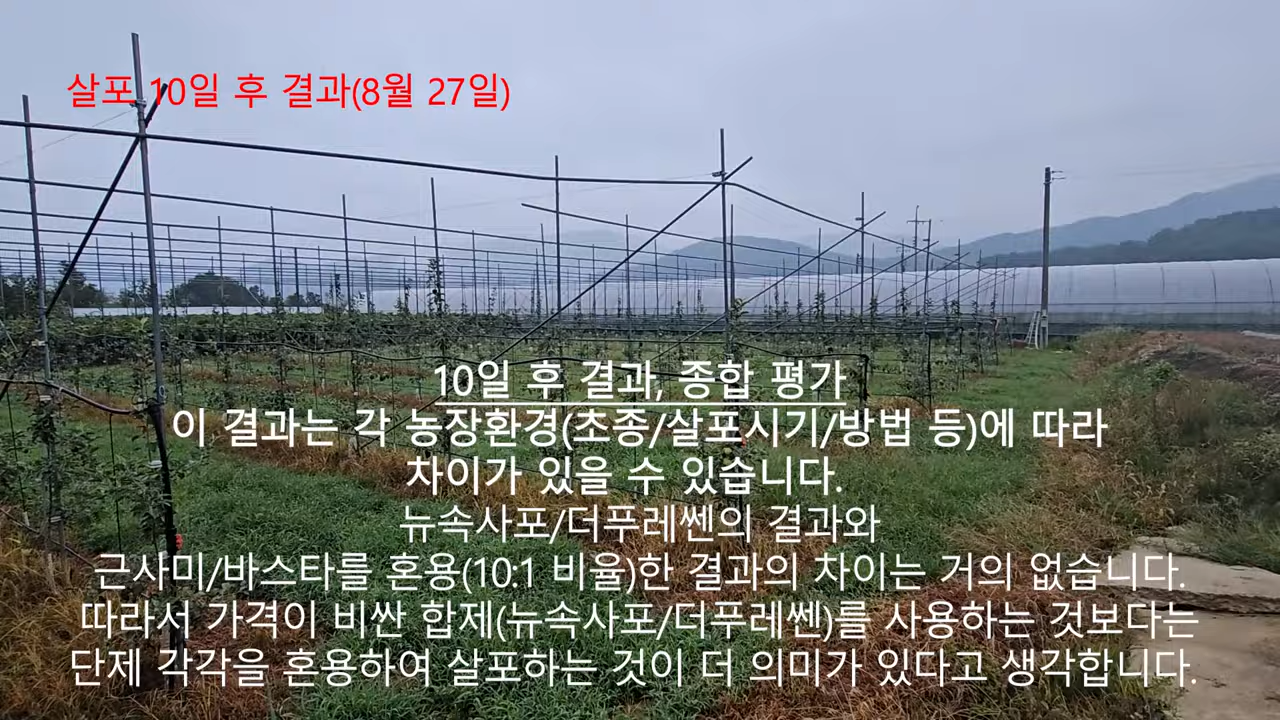 살포 10일 후 결과(8월 27일)
10일 후 결과, 종합 평가
이 결과는 각 농장환경(초종/살포시기/방법 등)에 따라
차이가 있을 수 있습니다.
뉴속사포/더푸레쎈의 결과와
근사미/바스타를 혼용(10:1 비율)한 결과의 차이는 거의 없습니다.
따라서 가격이 비싼 합제(뉴속사포/더푸레쎈)를 사용하는 것보다는
단제 각각을 혼용하여 살포하는 것이 더 의미가 있다고 생각합니다.